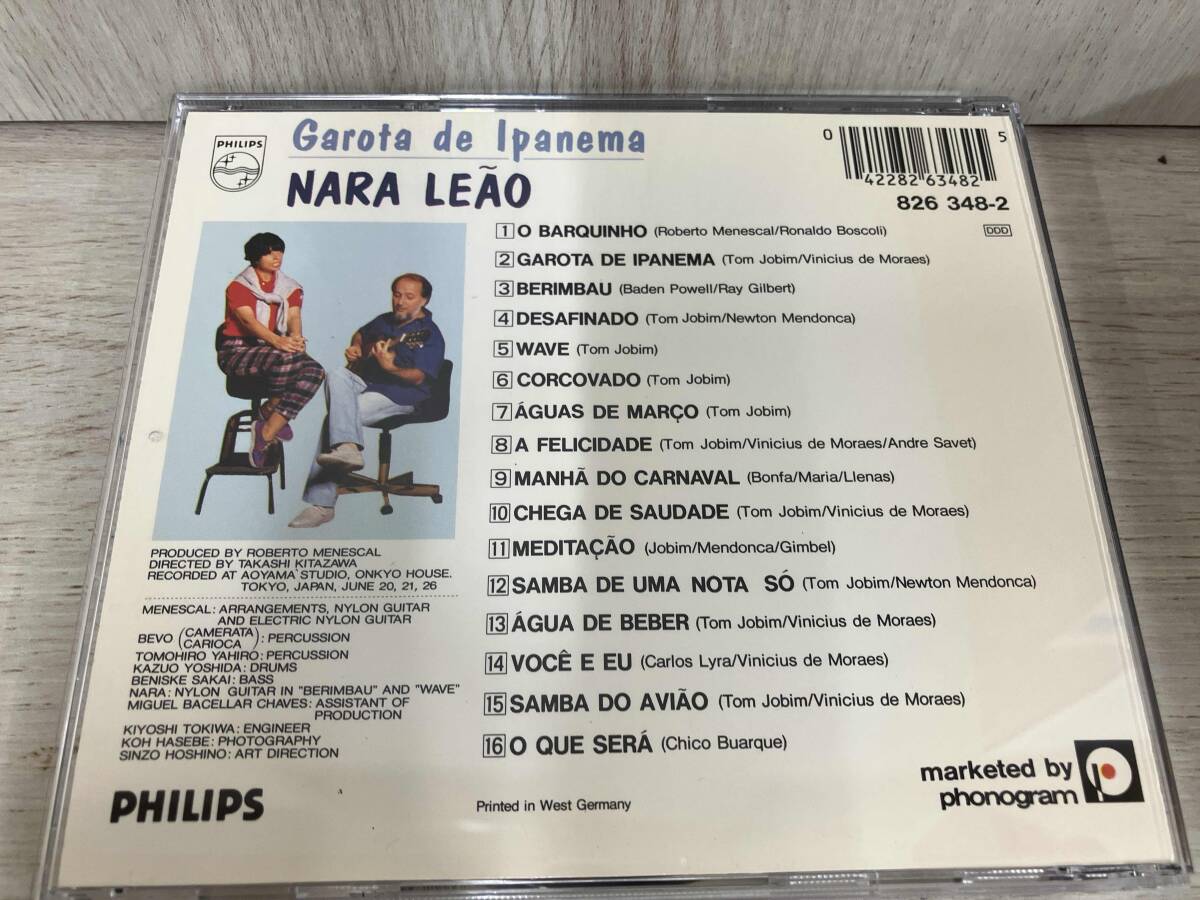 PHILIPS
Garota de Ipanema
NARA LEÃO
0 42282 63482 5
826 348-2
DDD
1 O BARQUINHO (Roberto Menescal/Ronaldo Boscoli)
2 GAROTA DE IPANEMA (Tom Jobim/Vinicius de Moraes)
3 BERIMBAU (Baden Powell/Ray Gilbert)
4 DESAFINADO (Tom Jobim/Newton Mendonca)
5 WAVE (Tom Jobim)
6 CORCOVADO (Tom Jobim)
7 ÁGUAS DE MARÇO (Tom Jobim)
8 A FELICIDADE (Tom Jobim/Vinicius de Moraes/Andre Savet)
9 MANHÃ DO CARNAVAL (Bonfa/Maria/Llenas)
10 CHEGA DE SAUDADE (Tom Jobim/Vinicius de Moraes)
11 MEDITAÇÃO (Jobim/Mendonca/Gimbel)
12 SAMBA DE UMA NOTA SÓ (Tom Jobim/Newton Mendonca)
13 ÁGUA DE BEBER (Tom Jobim/Vinicius de Moraes)
14 VOCÊ E EU (Carlos Lyra/Vinicius de Moraes)
15 SAMBA DO AVIÃO (Tom Jobim/Vinicius de Moraes)
16 O QUE SERÁ (Chico Buarque)
PRODUCED BY ROBERTO MENESCAL
DIRECTED BY TAKASHI KITAZAWA
RECORDED AT AOYAMA STUDIO, ONKYO HOUSE.
TOKYO, JAPAN, JUNE 20, 21, 26
MENESCAL: ARRANGEMENTS, NYLON GUITAR
AND ELECTRIC NYLON GUITAR
BEVO (CAMERATA CARIOCA): PERCUSSION
TOMOHIRO YAHIRO: PERCUSSION
KAZUO YOSHIDA: DRUMS
BENISKE SAKAI: BASS
NARA: NYLON GUITAR IN "BERIMBAU" AND "WAVE"
MIGUEL BACELLAR CHAVES: ASSISTANT OF
PRODUCTION
KIYOSHI TOKIWA: ENGINEER
KOH HASEBE: PHOTOGRAPHY
SINZO HOSHINO: ART DIRECTION
PHILIPS
Printed in West Germany
marketed by
phonogram